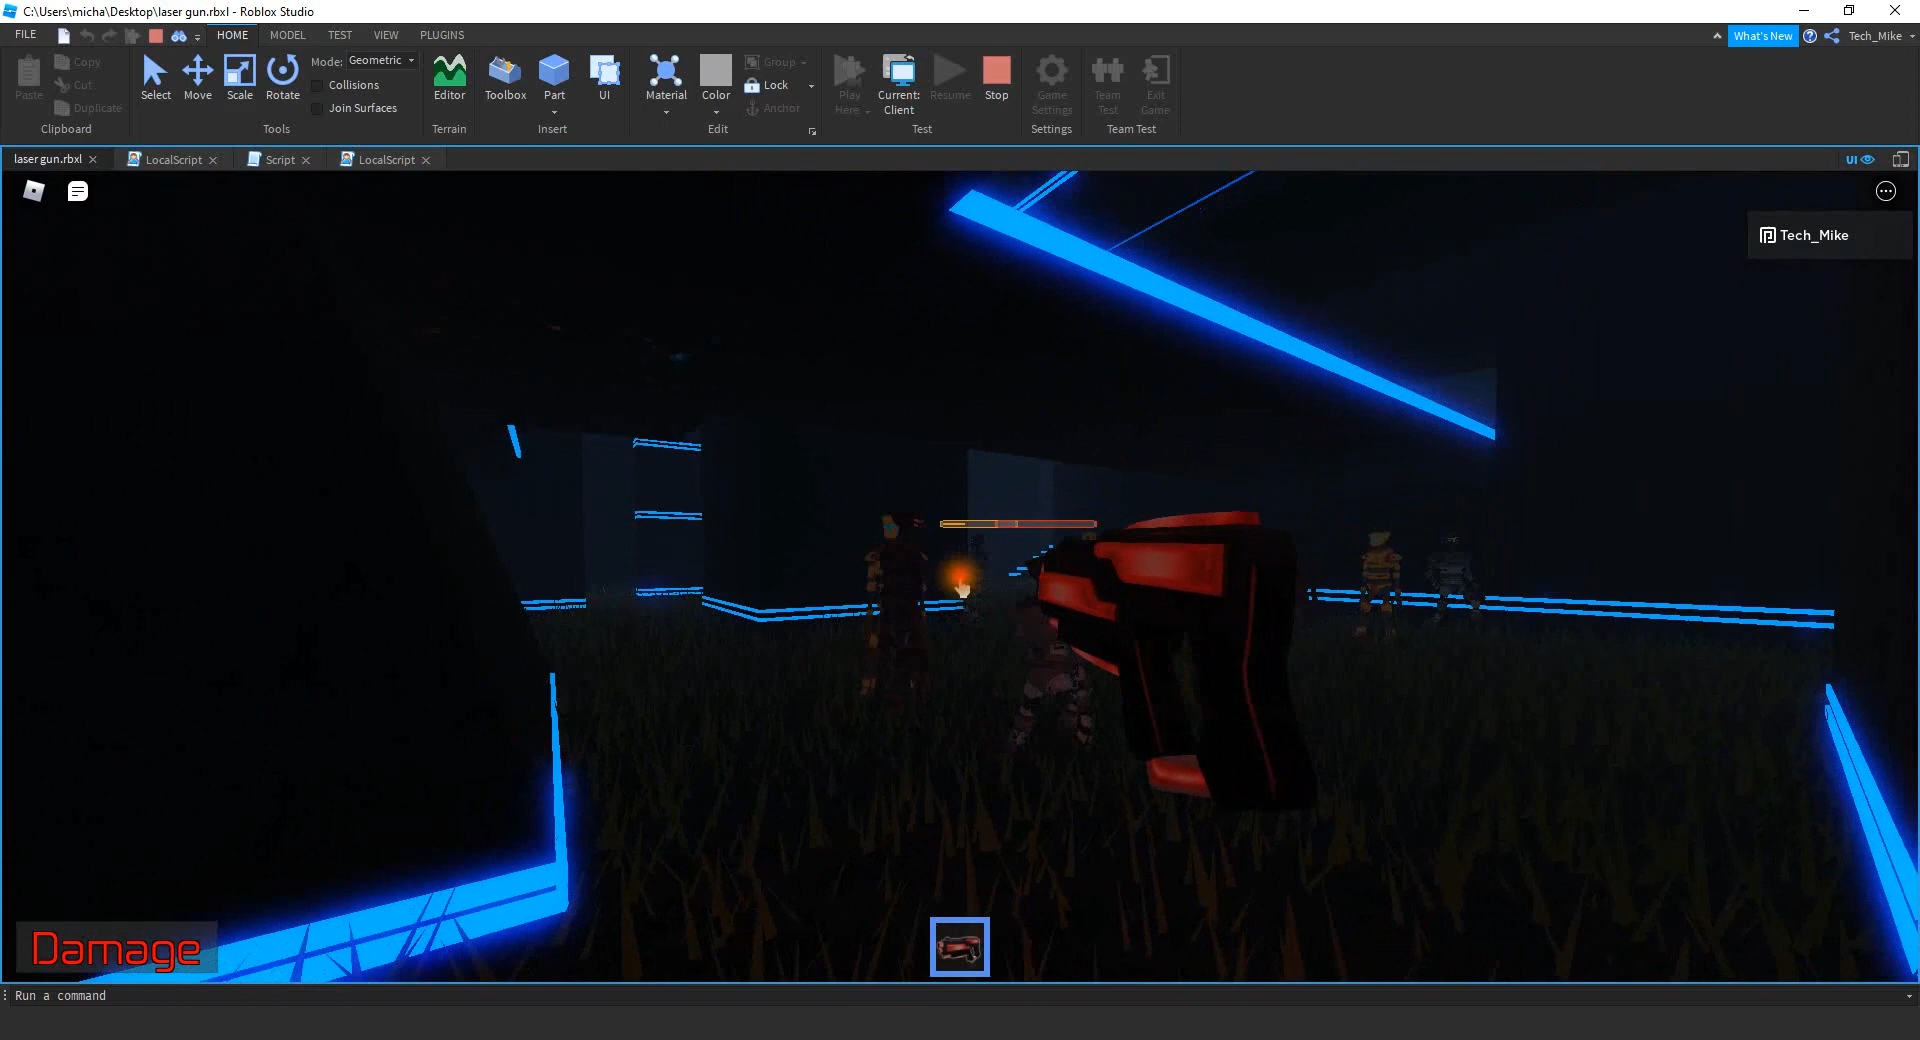 C:\Users\micha\Desktop\laser gun.rbxl - Roblox Studio
FILE HOME MODEL TEST VIEW PLUGINS What's New Tech_Mike
Paste Copy Cut Duplicate
Clipboard
Select Move Scale Rotate Mode: Geometric Collisions Join Surfaces
Tools
Editor
Terrain
Toolbox Part UI
Insert
Material Color Group Lock Anchor
Edit
Play Here Current: Client Resume Stop
Test
Game Settings
Settings
Team Test Exit Game
Team Test
laser gun.rbxl LocalScript Script LocalScript UI
Tech_Mike
Damage
Run a command